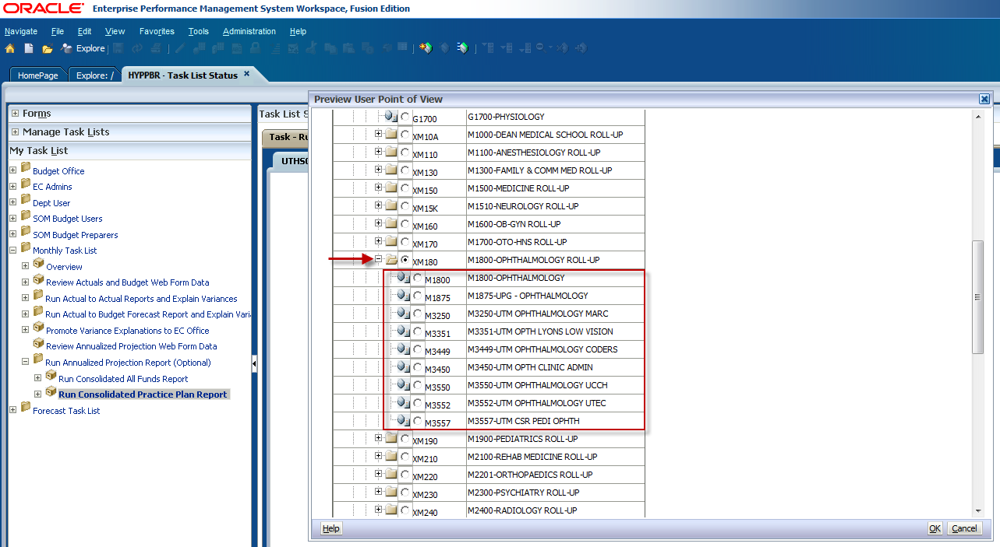 ORACLE® Enterprise Performance Management System Workspace, Fusion Edition
Navigate File Edit View Favorites Tools Administration Help
Explore
HomePage Explore: / HYPPBR - Task List Status
Forms
Manage Task Lists
My Task List
Budget Office
EC Admins
Dept User
SOM Budget Users
SOM Budget Preparers
Monthly Task List
Overview
Review Actuals and Budget Web Form Data
Run Actual to Actual Reports and Explain Variances
Run Actual to Budget Forecast Report and Explain Varia
Promote Variance Explanations to EC Office
Review Annualized Projection Web Form Data
Run Annualized Projection Report (Optional)
Run Consolidated All Funds Report
Run Consolidated Practice Plan Report
Forecast Task List
Task List S
Task - Ru
UTHSC
Preview User Point of View
G1700 G1700-PHYSIOLOGY
XM10A M1000-DEAN MEDICAL SCHOOL ROLL-UP
XM110 M1100-ANESTHESIOLOGY ROLL-UP
XM130 M1300-FAMILY & COMM MED ROLL-UP
XM150 M1500-MEDICINE ROLL-UP
XM15K M1510-NEUROLOGY ROLL-UP
XM160 M1600-OB-GYN ROLL-UP
XM170 M1700-OTO-HNS ROLL-UP
XM180 M1800-OPHTHALMOLOGY ROLL-UP
M1800 M1800-OPHTHALMOLOGY
M1875 M1875-UPG - OPHTHALMOLOGY
M3250 M3250-UTM OPHTHALMOLOGY MARC
M3351 M3351-UTM OPTH LYONS LOW VISION
M3449 M3449-UTM OPHTHALMOLOGY CODERS
M3450 M3450-UTM OPTH CLINIC ADMIN
M3550 M3550-UTM OPHTHALMOLOGY UCCH
M3552 M3552-UTM OPHTHALMOLOGY UTEC
M3557 M3557-UTM CSR PEDI OPHTH
XM190 M1900-PEDIATRICS ROLL-UP
XM210 M2100-REHAB MEDICINE ROLL-UP
XM220 M2201-ORTHOPAEDICS ROLL-UP
XM230 M2300-PSYCHIATRY ROLL-UP
XM240 M2400-RADIOLOGY ROLL-UP
Help OK Cancel